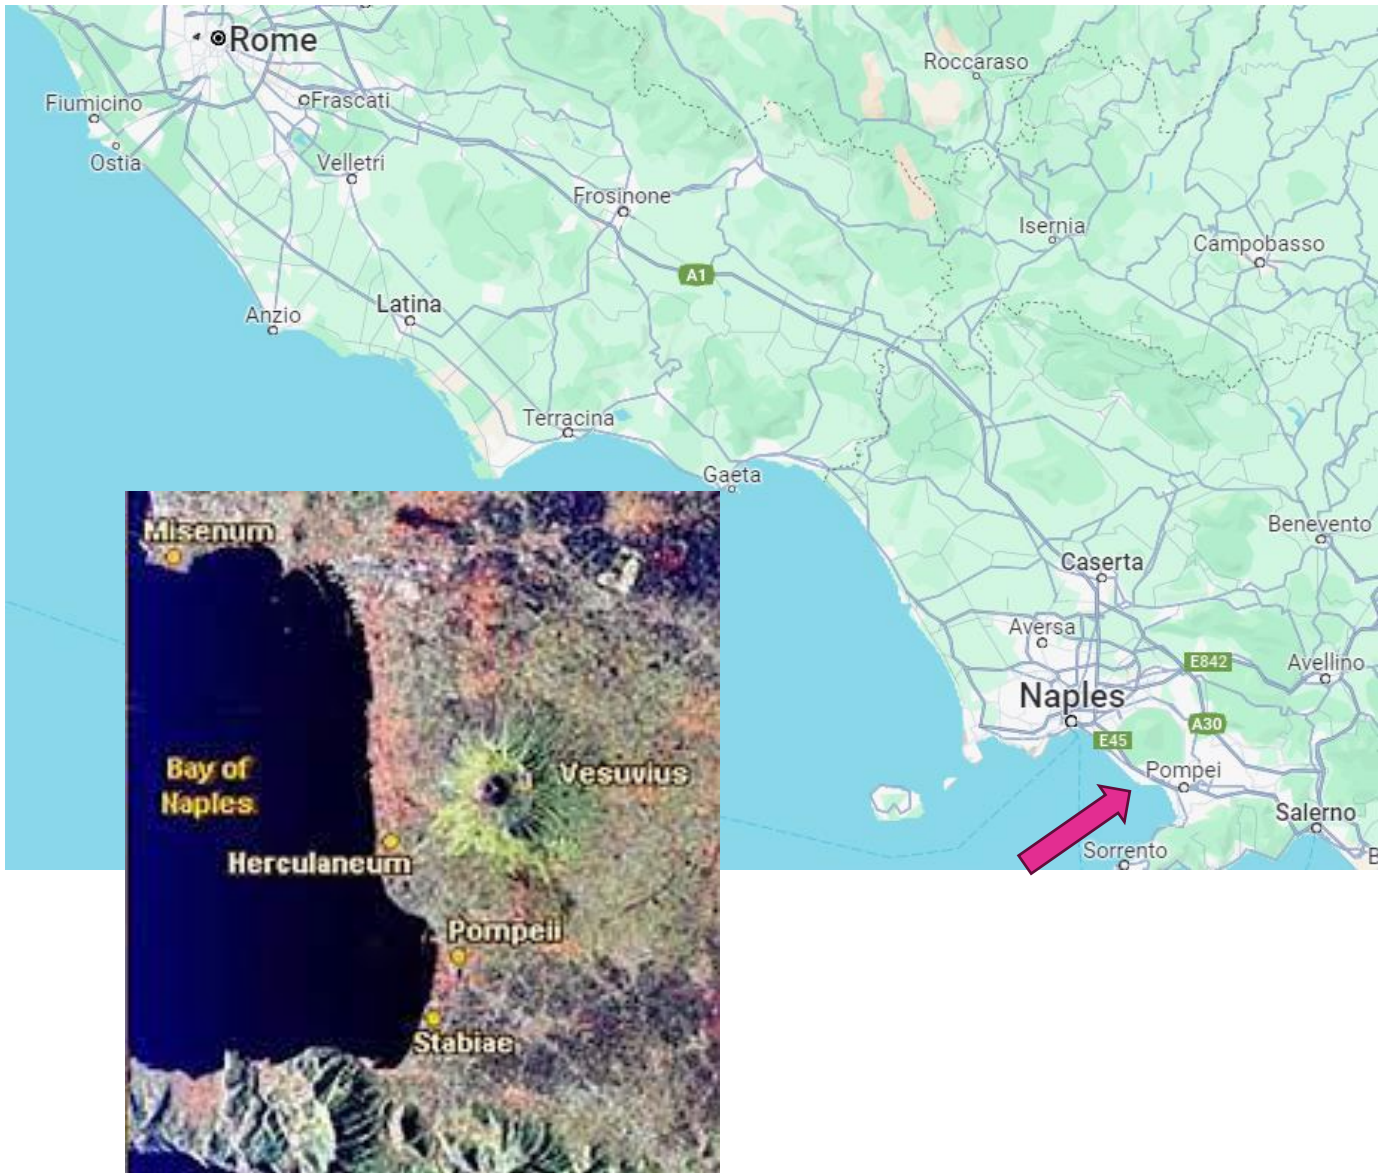 Rome
Roccaraso
Fiumicino
Frascati
Ostia
Velletri
Frosinone
Isernia
Campobasso
A1
Anzio
Latina
Terracina
Gaeta
Benevento
Caserta
Aversa
E842
Avellino
Naples
A30
E45
Pompei
Salerno
Sorrento
B
Misenum
Bay of
Naples
Vesuvius
Herculaneum
Pompeii
Stabiae